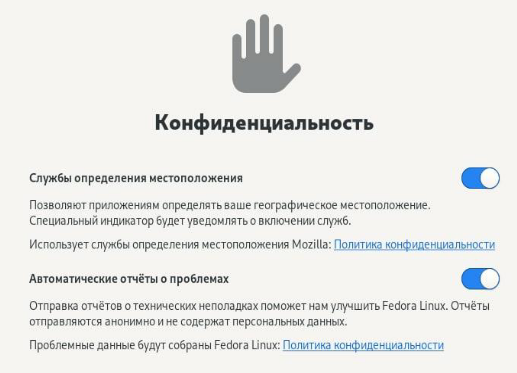 Конфиденциальность
Службы определения местоположения
Позволяют приложениям определять ваше географическое местоположение.
Специальный индикатор будет уведомлять о включении служб.
Использует службы определения местоположения Mozilla: Политика конфиденциальности
Автоматические отчёты о проблемах
Отправка отчётов о технических неполадках поможет нам улучшить Fedora Linux. Отчёты
отправляются анонимно и не содержат персональных данных.
Проблемные данные будут собраны Fedora Linux: Политика конфиденциальности